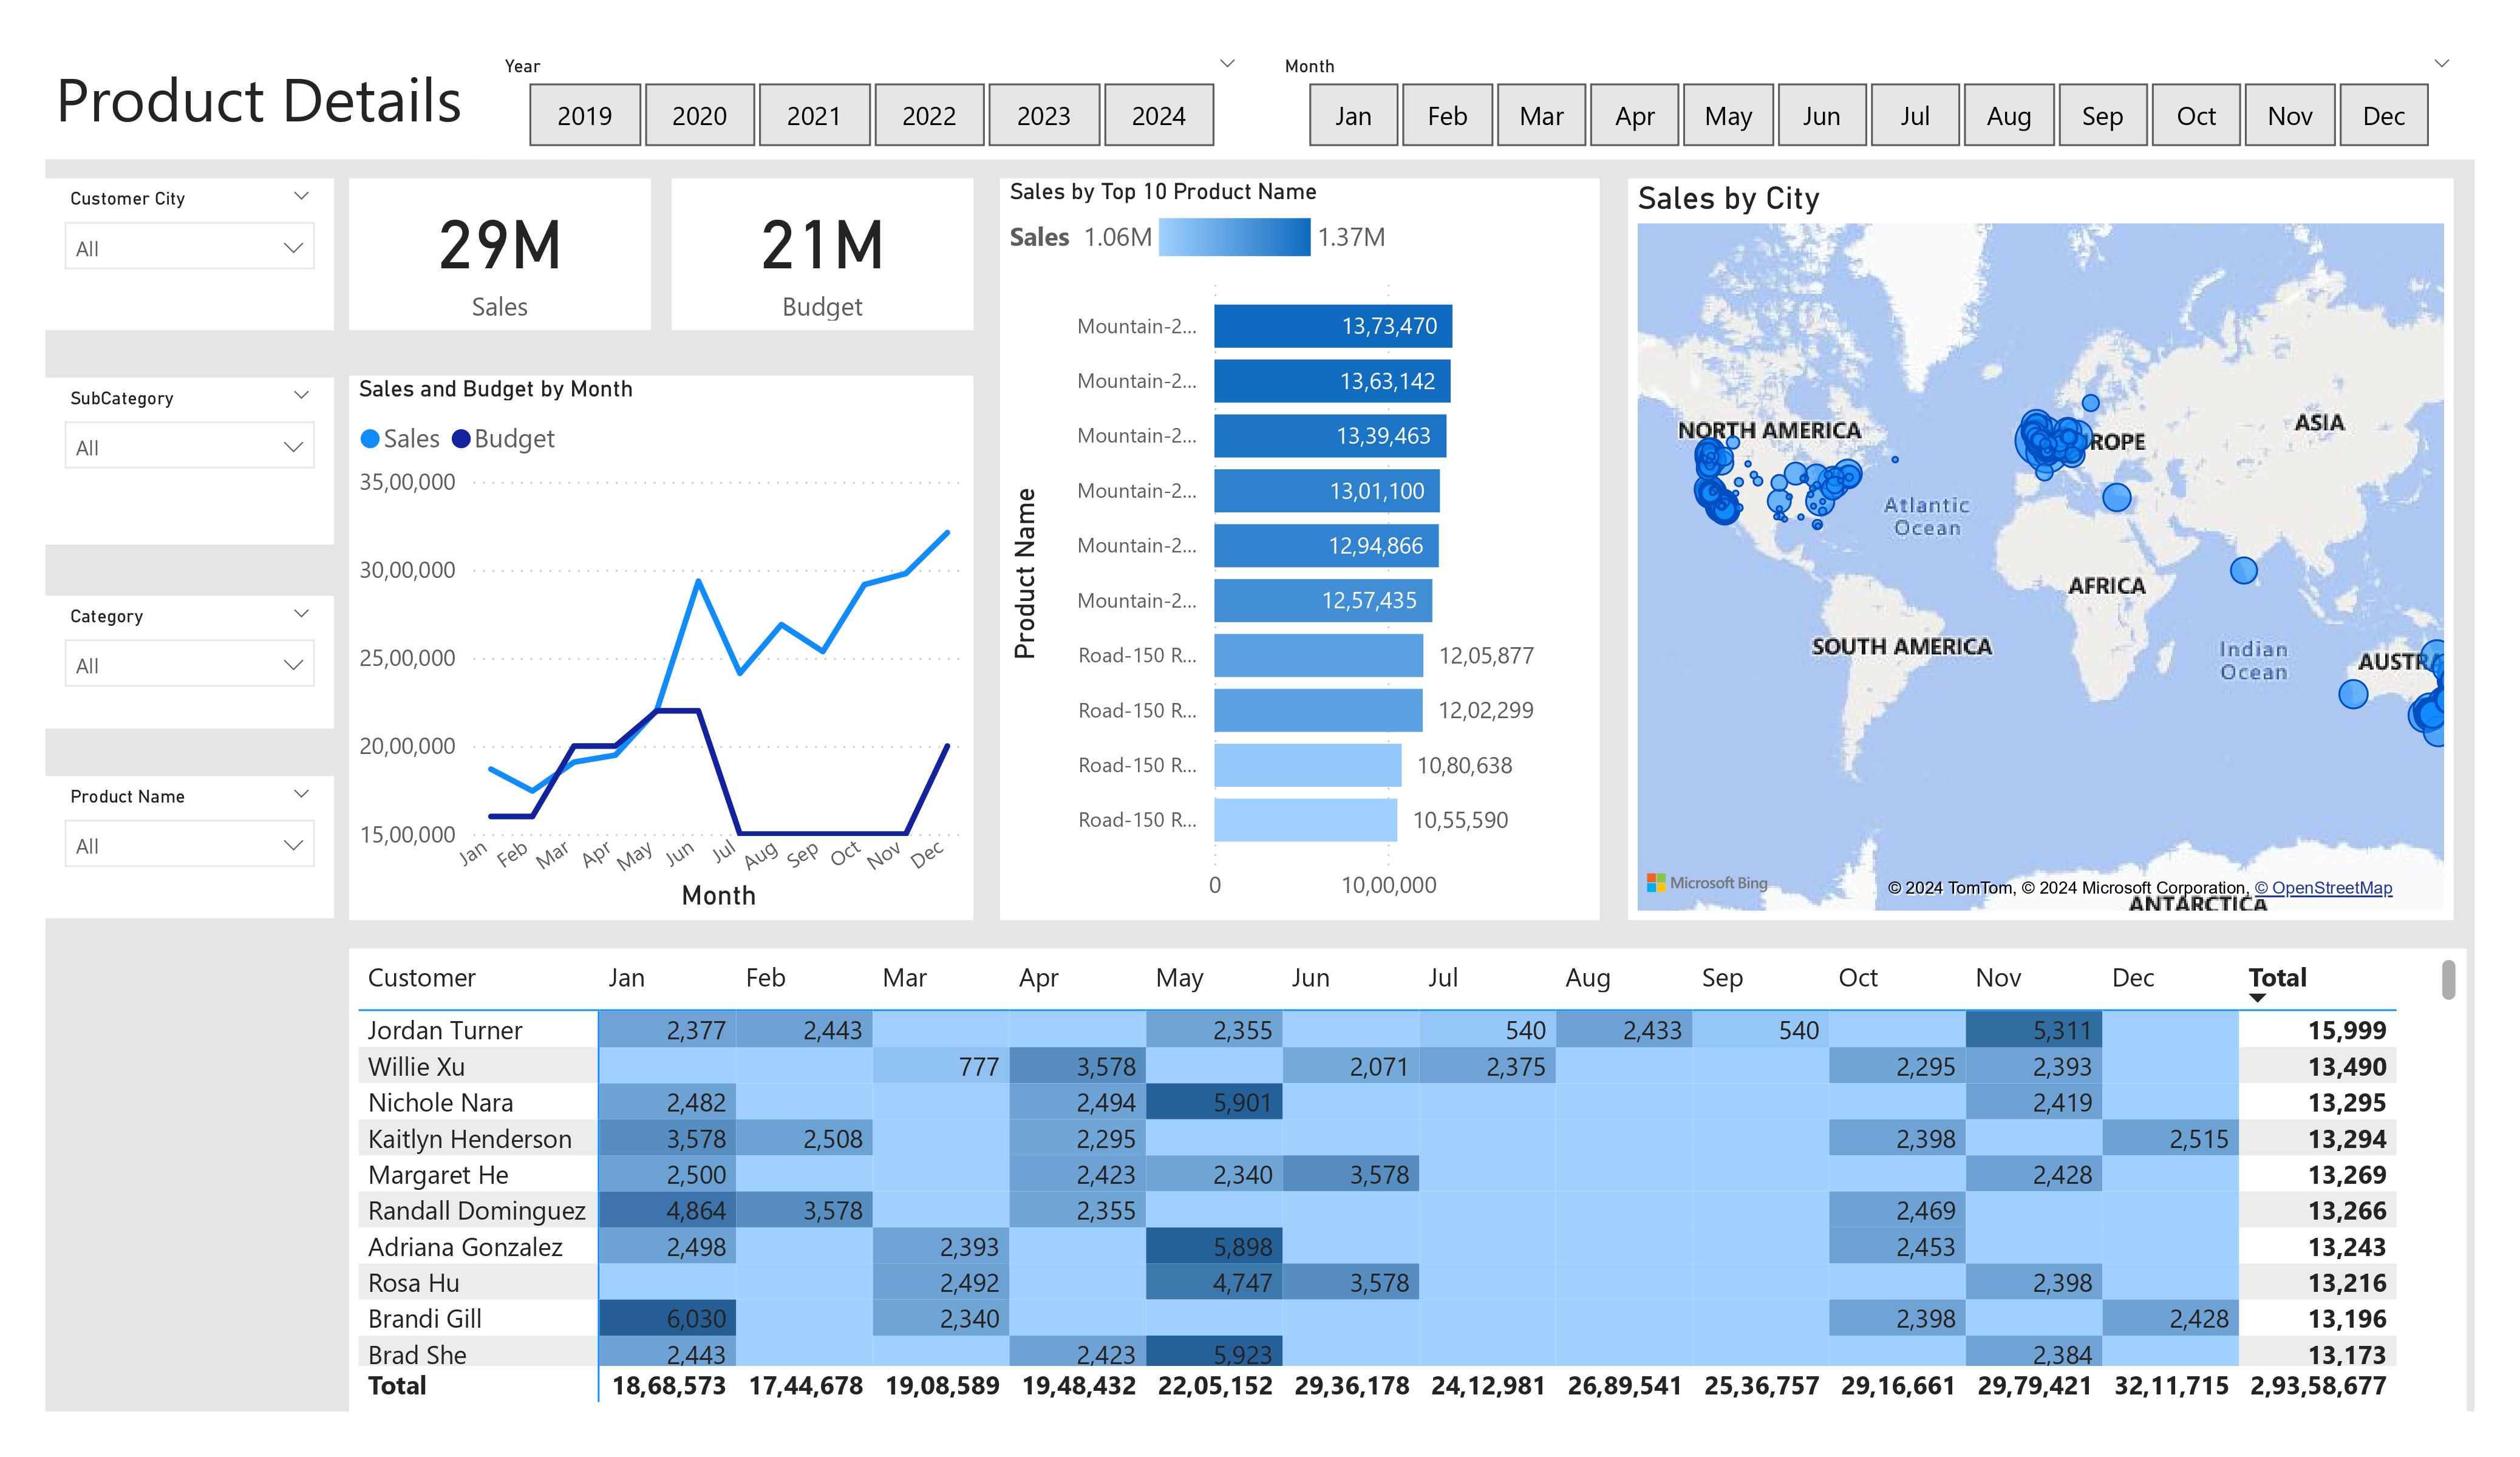 Product Details
Year
2019 2020 2021 2022 2023 2024
Month
Jan Feb Mar Apr May Jun Jul Aug Sep Oct Nov Dec
Customer City
All
SubCategory
All
Category
All
Product Name
All
29M
Sales
21M
Budget
Sales and Budget by Month
Sales Budget
35,00,000
30,00,000
25,00,000
20,00,000
15,00,000
Jan Feb Mar Apr May Jun Jul Aug Sep Oct Nov Dec
Month
Sales by Top 10 Product Name
Sales 1.06M 1.37M
Product Name
Mountain-2... 13,73,470
Mountain-2... 13,63,142
Mountain-2... 13,39,463
Mountain-2... 13,01,100
Mountain-2... 12,94,866
Mountain-2... 12,57,435
Road-150 R... 12,05,877
Road-150 R... 12,02,299
Road-150 R... 10,80,638
Road-150 R... 10,55,590
0 10,00,000
Sales by City
NORTH AMERICA
ASIA
ROPE
Atlantic
Ocean
AFRICA
SOUTH AMERICA
Indian
Ocean
AUSTRA
Microsoft Bing
© 2024 TomTom, © 2024 Microsoft Corporation, © OpenStreetMap
ANTARCTICA
Customer Jan Feb Mar Apr May Jun Jul Aug Sep Oct Nov Dec Total
Jordan Turner 2,377 2,443 2,355 540 2,433 540 5,311 15,999
Willie Xu 777 3,578 2,071 2,375 2,295 2,393 13,490
Nichole Nara 2,482 2,494 5,901 2,419 13,295
Kaitlyn Henderson 3,578 2,508 2,295 2,398 2,515 13,294
Margaret He 2,500 2,423 2,340 3,578 2,428 13,269
Randall Dominguez 4,864 3,578 2,355 2,469 13,266
Adriana Gonzalez 2,498 2,393 5,898 2,453 13,243
Rosa Hu 2,492 4,747 3,578 2,398 13,216
Brandi Gill 6,030 2,340 2,398 2,428 13,196
Brad She 2,443 2,423 5,923 2,384 13,173
Total 18,68,573 17,44,678 19,08,589 19,48,432 22,05,152 29,36,178 24,12,981 26,89,541 25,36,757 29,16,661 29,79,421 32,11,715 2,93,58,677